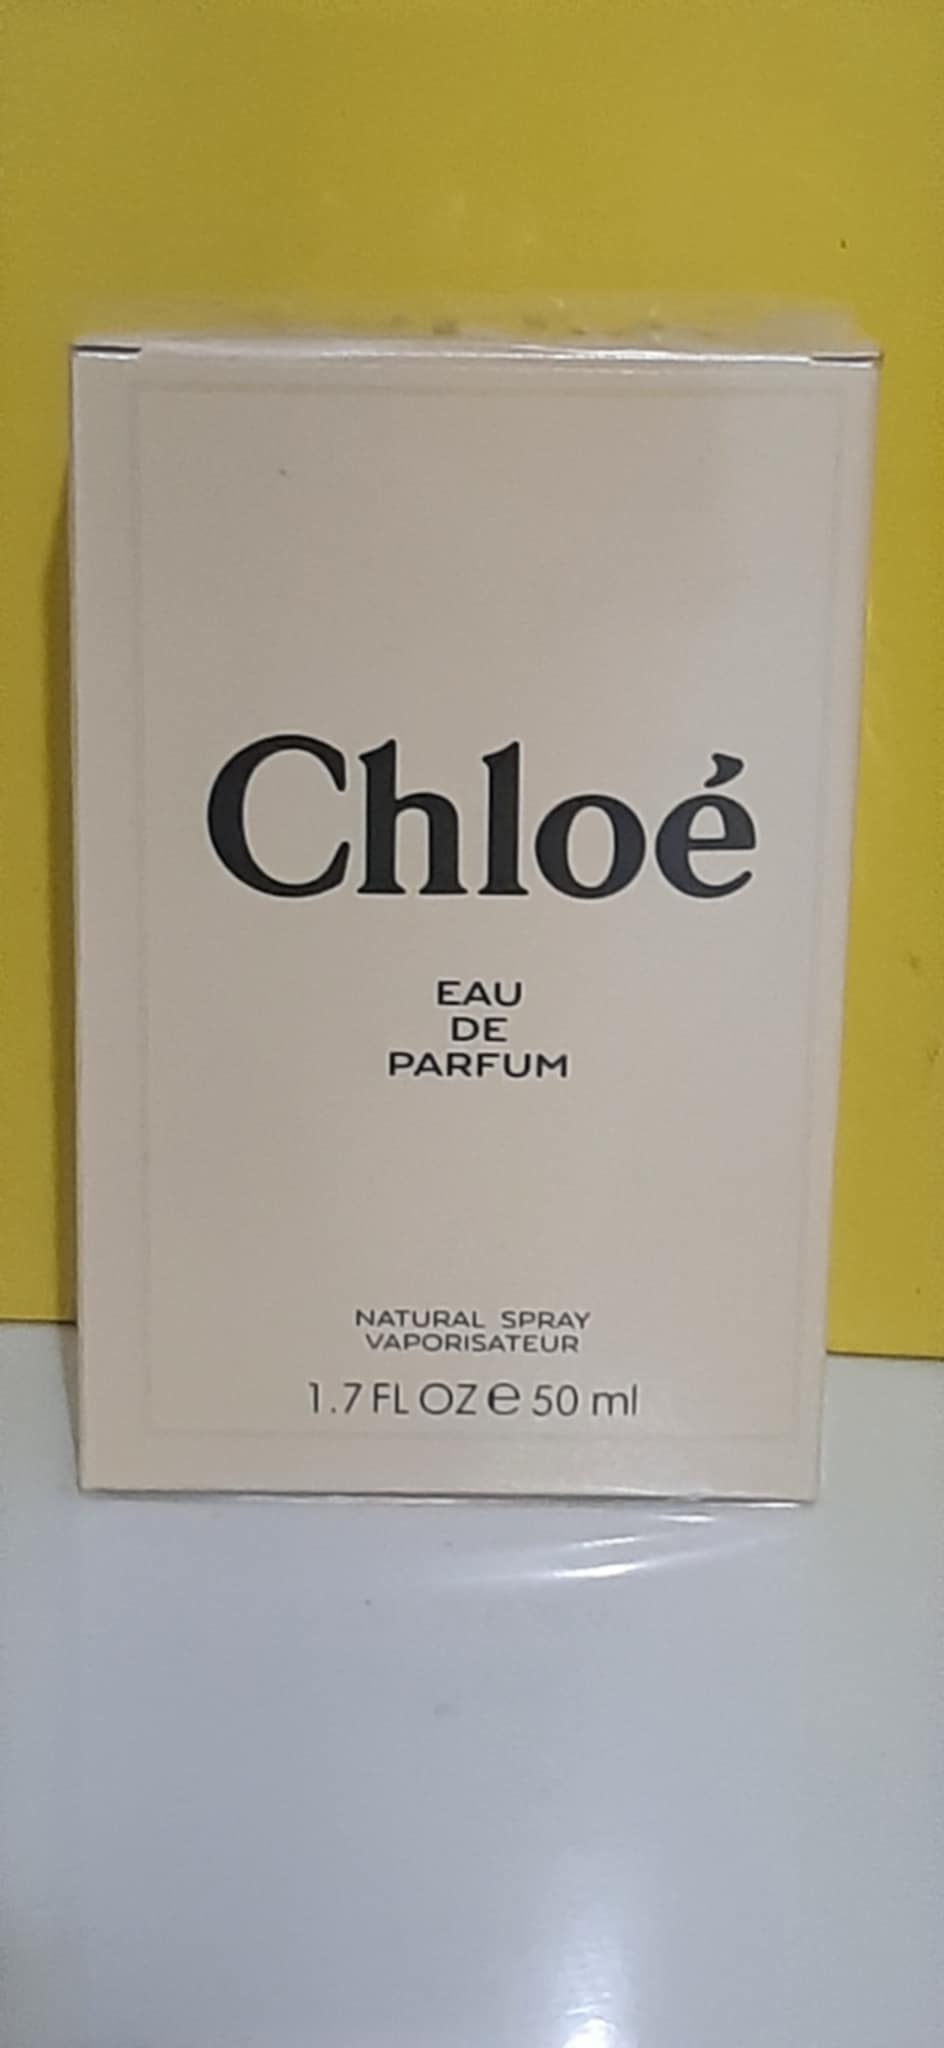 Chloé
EAU
DE
PARFUM
NATURAL SPRAY
VAPORISATEUR
1.7 FL OZ ℮ 50 ml